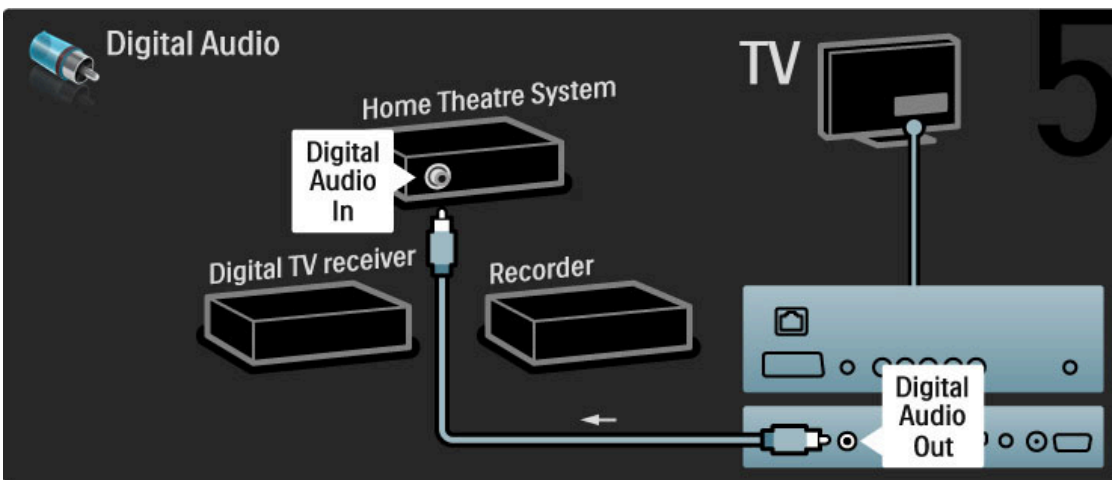 Digital Audio
TV
5
Home Theatre System
Digital
Audio
In
Digital TV receiver
Recorder
Digital
Audio
Out